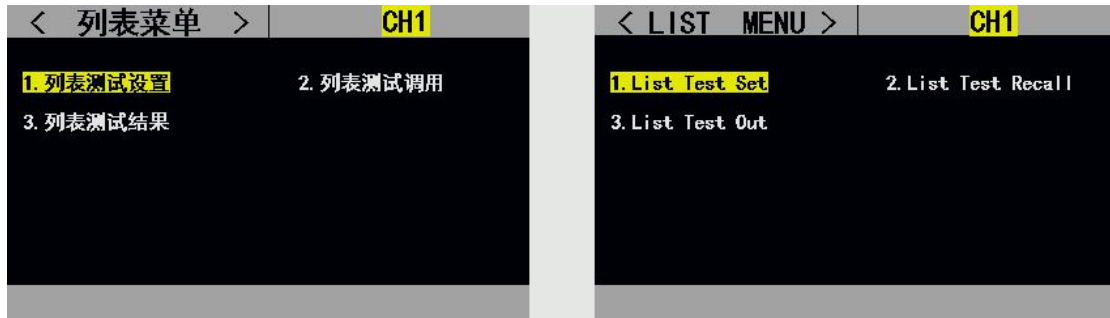 < 列表菜单 > CH1
1.列表测试设置 2.列表测试调用
3.列表测试结果
< LIST MENU > CH1
1.List Test Set 2.List Test Recall
3.List Test Out